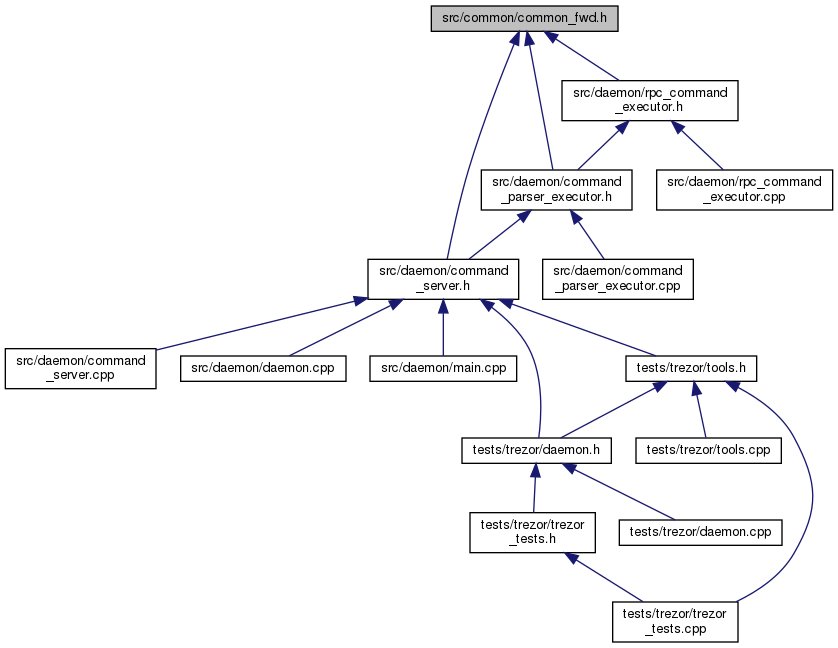 src/common/common_fwd.h
src/daemon/rpc_command
_executor.h
src/daemon/command
_parser_executor.h
src/daemon/rpc_command
_executor.cpp
src/daemon/command
_server.h
src/daemon/command
_parser_executor.cpp
src/daemon/command
_server.cpp
src/daemon/daemon.cpp
src/daemon/main.cpp
tests/trezor/tools.h
tests/trezor/daemon.h
tests/trezor/tools.cpp
tests/trezor/trezor
_tests.h
tests/trezor/daemon.cpp
tests/trezor/trezor
_tests.cpp